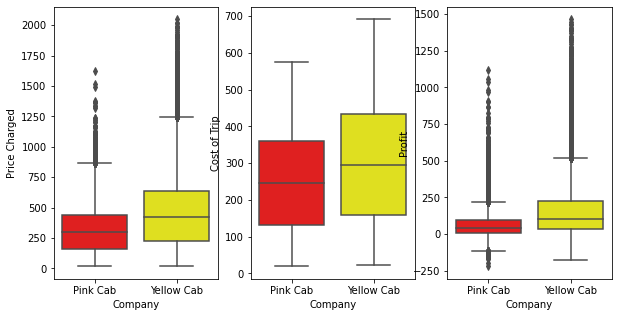 Price Charged
2000
1750
1500
1250
1000
750
500
250
0
Pink Cab Yellow Cab
Company
Cost of Trip
700
600
500
400
300
200
100
0
Pink Cab Yellow Cab
Company
Profit
1500
1250
1000
750
500
250
0
−250
Pink Cab Yellow Cab
Company